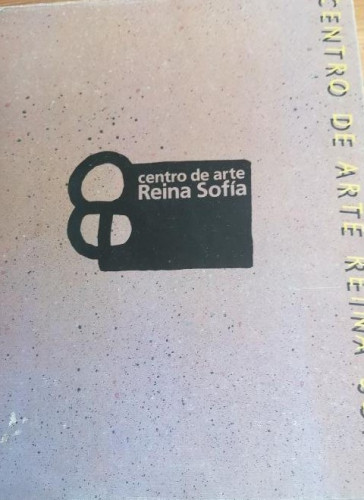 centro de arte
Reina Sofía
CENTRO DE ARTE REINA